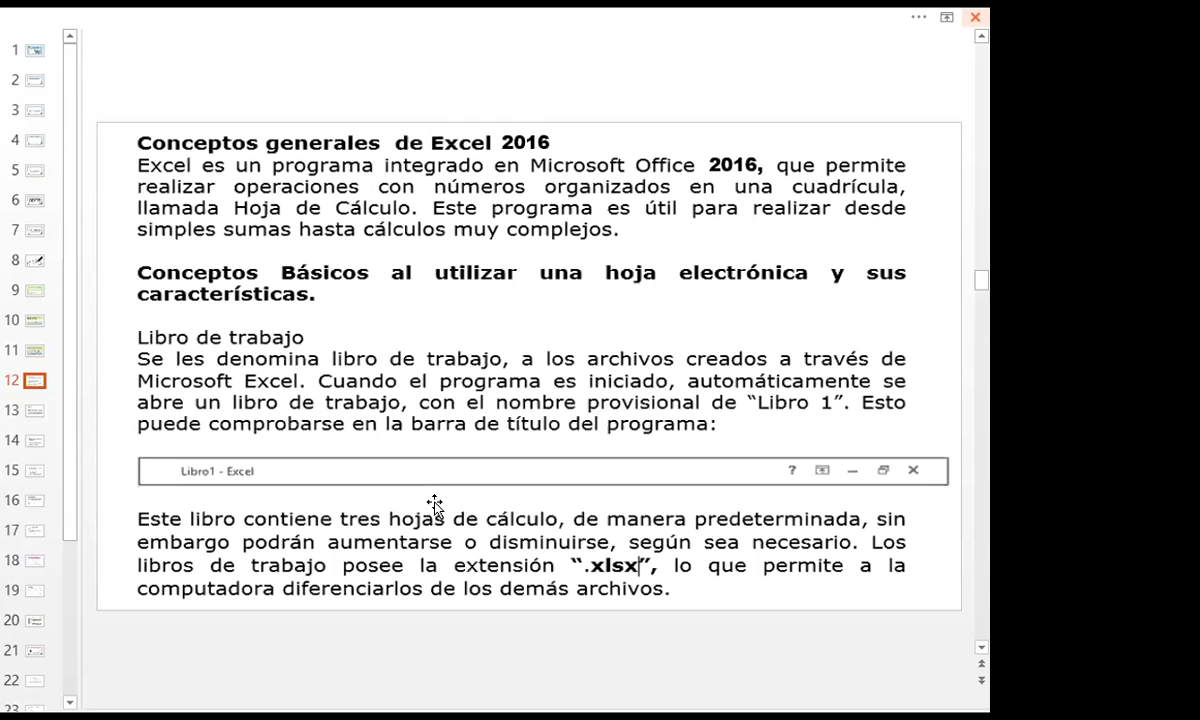 1
2
3
4
5
6
7
8
9
10
11
12
13
14
15
16
17
18
19
20
21
22
23
Conceptos generales de Excel 2016
Excel es un programa integrado en Microsoft Office 2016, que permite
realizar operaciones con números organizados en una cuadrícula,
llamada Hoja de Cálculo. Este programa es útil para realizar desde
simples sumas hasta cálculos muy complejos.
Conceptos Básicos al utilizar una hoja electrónica y sus
características.
Libro de trabajo
Se les denomina libro de trabajo, a los archivos creados a través de
Microsoft Excel. Cuando el programa es iniciado, automáticamente se
abre un libro de trabajo, con el nombre provisional de “Libro 1”. Esto
puede comprobarse en la barra de título del programa:
Libro1 - Excel
Este libro contiene tres hojas de cálculo, de manera predeterminada, sin
embargo podrán aumentarse o disminuirse, según sea necesario. Los
libros de trabajo posee la extensión “.xlsx”, lo que permite a la
computadora diferenciarlos de los demás archivos.